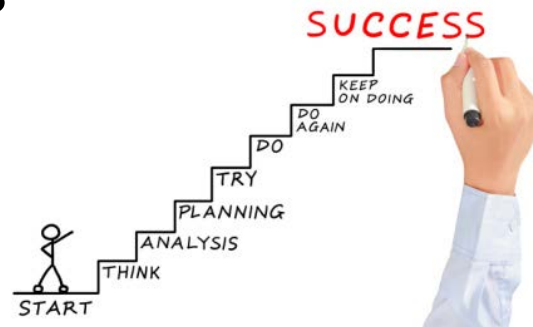 SUCCESS
KEEP
ON DOING
DO
AGAIN
DO
TRY
PLANNING
ANALYSIS
THINK
START